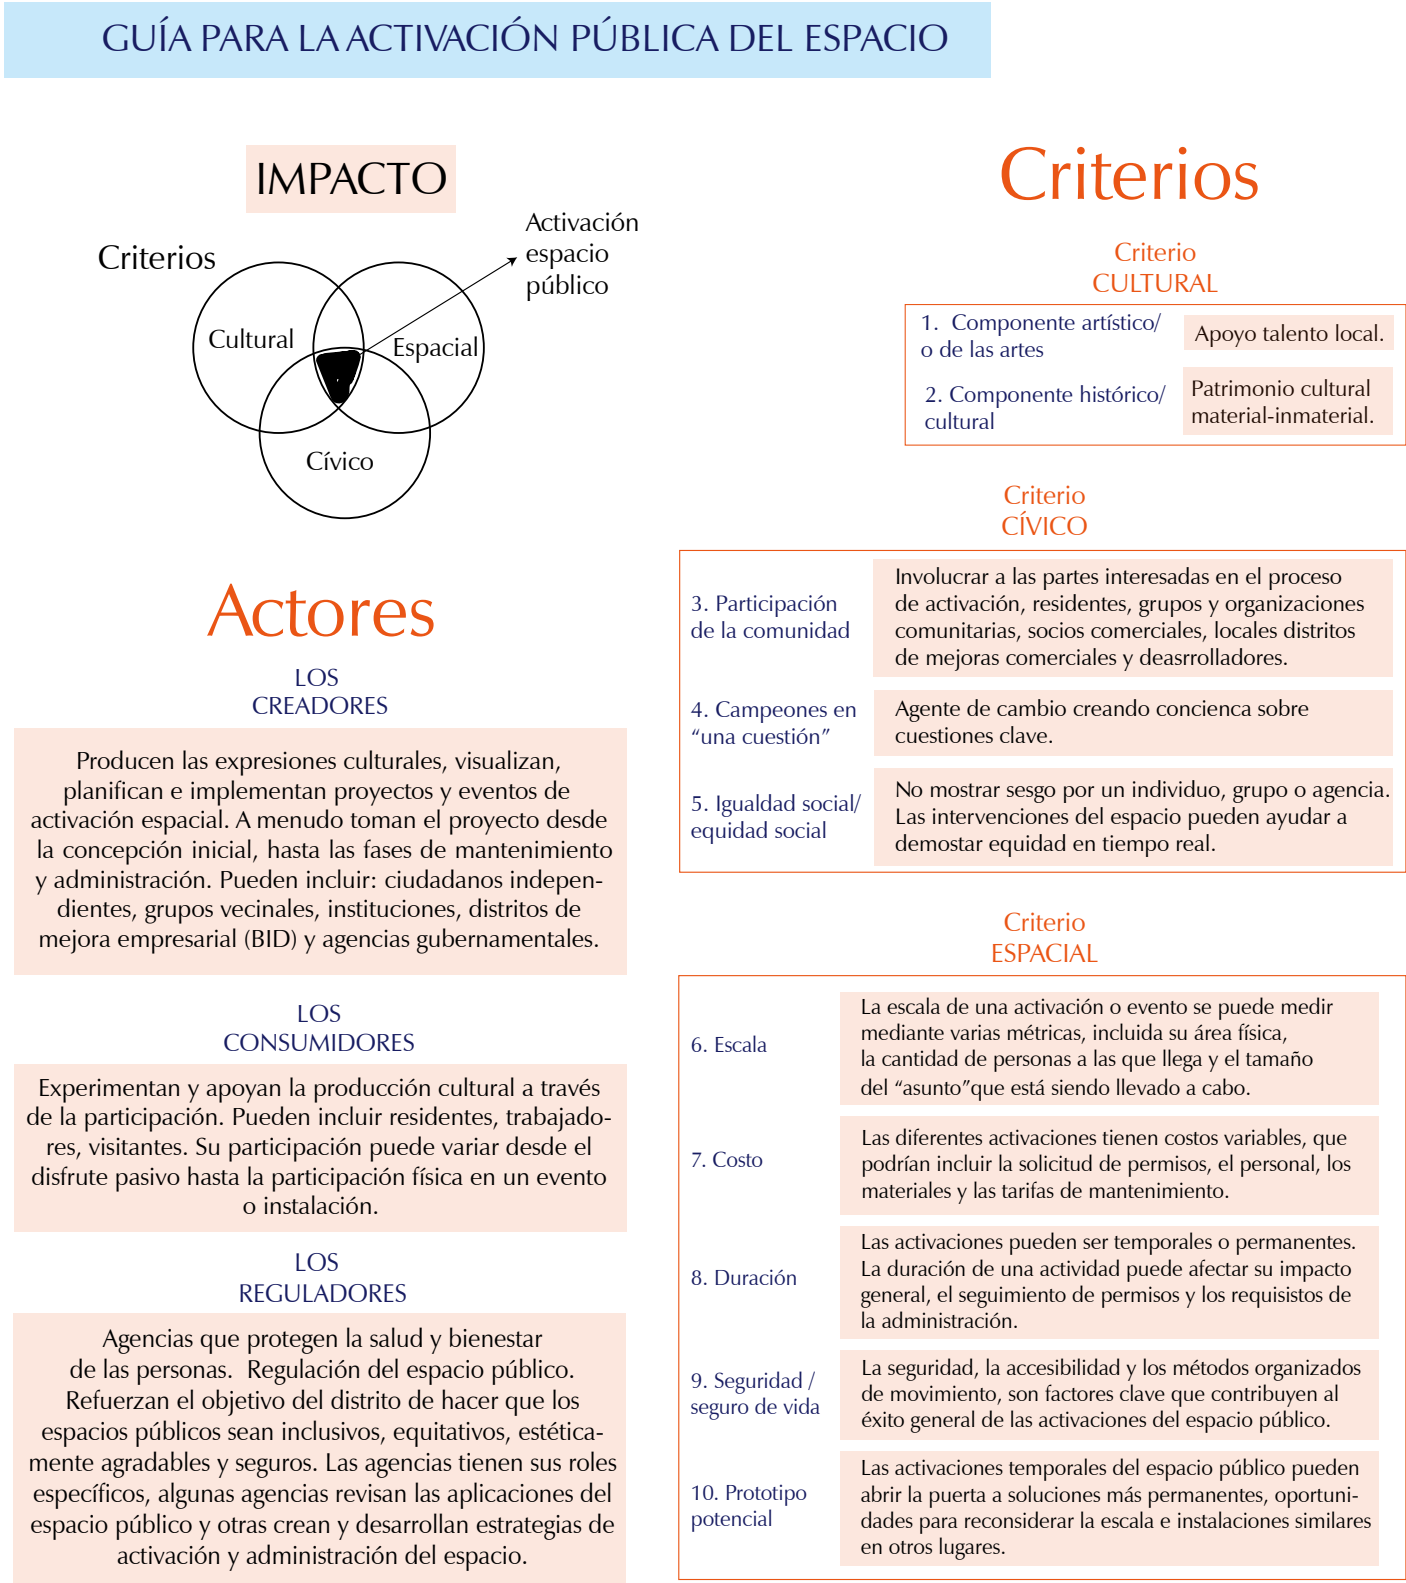 GUÍA PARA LA ACTIVACIÓN PÚBLICA DEL ESPACIO
IMPACTO
Criterios
Activación
espacio
público
Cultural
Espacial
Cívico
Actores
LOS
CREADORES
Producen las expresiones culturales, visualizan,
planifican e implementan proyectos y eventos de
activación espacial. A menudo toman el proyecto desde
la concepción inicial, hasta las fases de mantenimiento
y administración. Pueden incluir: ciudadanos indepen-
dientes, grupos vecinales, instituciones, distritos de
mejora empresarial (BID) y agencias gubernamentales.
LOS
CONSUMIDORES
Experimentan y apoyan la producción cultural a través
de la participación. Pueden incluir residentes, trabajado-
res, visitantes. Su participación puede variar desde el
disfrute pasivo hasta la participación física en un evento
o instalación.
LOS
REGULADORES
Agencias que protegen la salud y bienestar
de las personas.  Regulación del espacio público.
Refuerzan el objetivo del distrito de hacer que los
espacios públicos sean inclusivos, equitativos, estética-
mente agradables y seguros. Las agencias tienen sus roles
específicos, algunas agencias revisan las aplicaciones del
espacio público y otras crean y desarrollan estrategias de
activación y administración del espacio.
Criterios
Criterio
CULTURAL
1.  Componente artístico/
o de las artes
Apoyo talento local.
2. Componente histórico/
cultural
Patrimonio cultural
material-inmaterial.
Criterio
CÍVICO
3. Participación
de la comunidad
Involucrar a las partes interesadas en el proceso
de activación, residentes, grupos y organizaciones
comunitarias, socios comerciales, locales distritos
de mejoras comerciales y deasrrolladores.
4. Campeones en
“una cuestión”
Agente de cambio creando concienca sobre
cuestiones clave.
5. Igualdad social/
equidad social
No mostrar sesgo por un individuo, grupo o agencia.
Las intervenciones del espacio pueden ayudar a
demostar equidad en tiempo real.
Criterio
ESPACIAL
6. Escala
La escala de una activación o evento se puede medir
mediante varias métricas, incluida su área física,
la cantidad de personas a las que llega y el tamaño
del “asunto”que está siendo llevado a cabo.
7. Costo
Las diferentes activaciones tienen costos variables, que
podrían incluir la solicitud de permisos, el personal, los
materiales y las tarifas de mantenimiento.
8. Duración
Las activaciones pueden ser temporales o permanentes.
La duración de una actividad puede afectar su impacto
general, el seguimiento de permisos y los requisistos de
la administración.
9. Seguridad /
seguro de vida
La seguridad, la accesibilidad y los métodos organizados
de movimiento, son factores clave que contribuyen al
éxito general de las activaciones del espacio público.
10. Prototipo
potencial
Las activaciones temporales del espacio público pueden
abrir la puerta a soluciones más permanentes, oportuni-
dades para reconsiderar la escala e instalaciones similares
en otros lugares.